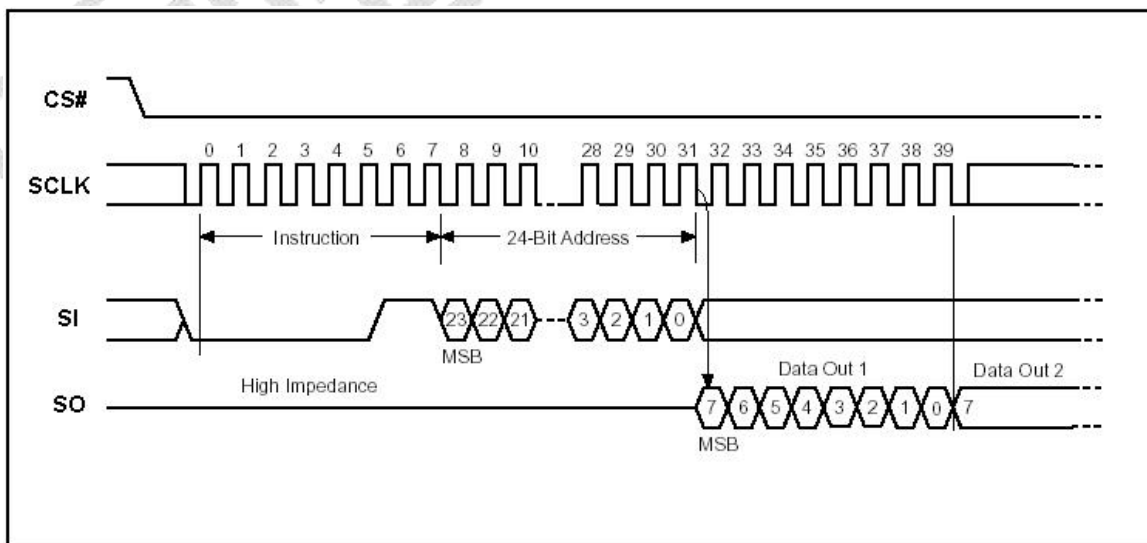 CS#
0 1 2 3 4 5 6 7 8 9 10 28 29 30 31 32 33 34 35 36 37 38 39
SCLK
Instruction 24-Bit Address
SI
23 22 21 3 2 1 0
MSB
High Impedance
Data Out 1 Data Out 2
SO
7 6 5 4 3 2 1 0 7
MSB